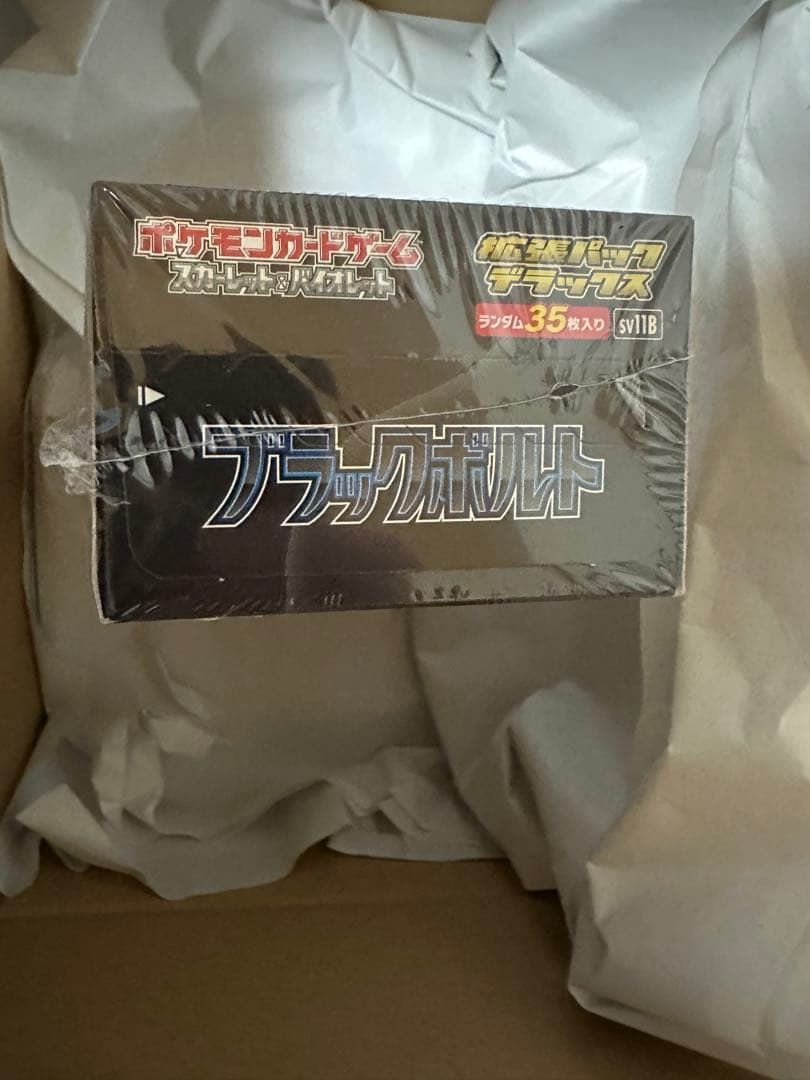 ポケモンカードゲーム
スカーレット&バイオレット
拡張パック
デラックス
ランダム35枚入り
sv11B
ブラックボルト